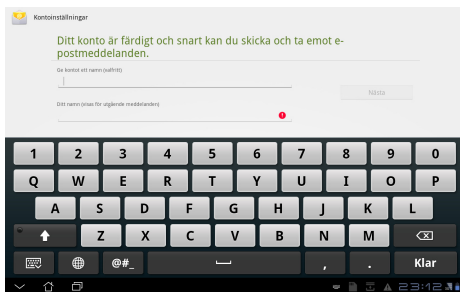 Kontoinställningar
Ditt konto är färdigt och snart kan du skicka och ta emot e-
postmeddelanden.
Ge kontot ett namn (valfritt)
Nästa
Ditt namn (visas för utgående meddelanden)
1 2 3 4 5 6 7 8 9 0
Q W E R T Y U I O P
A S D F G H J K L
Z X C V B N M
@#_ , . Klar
23:12